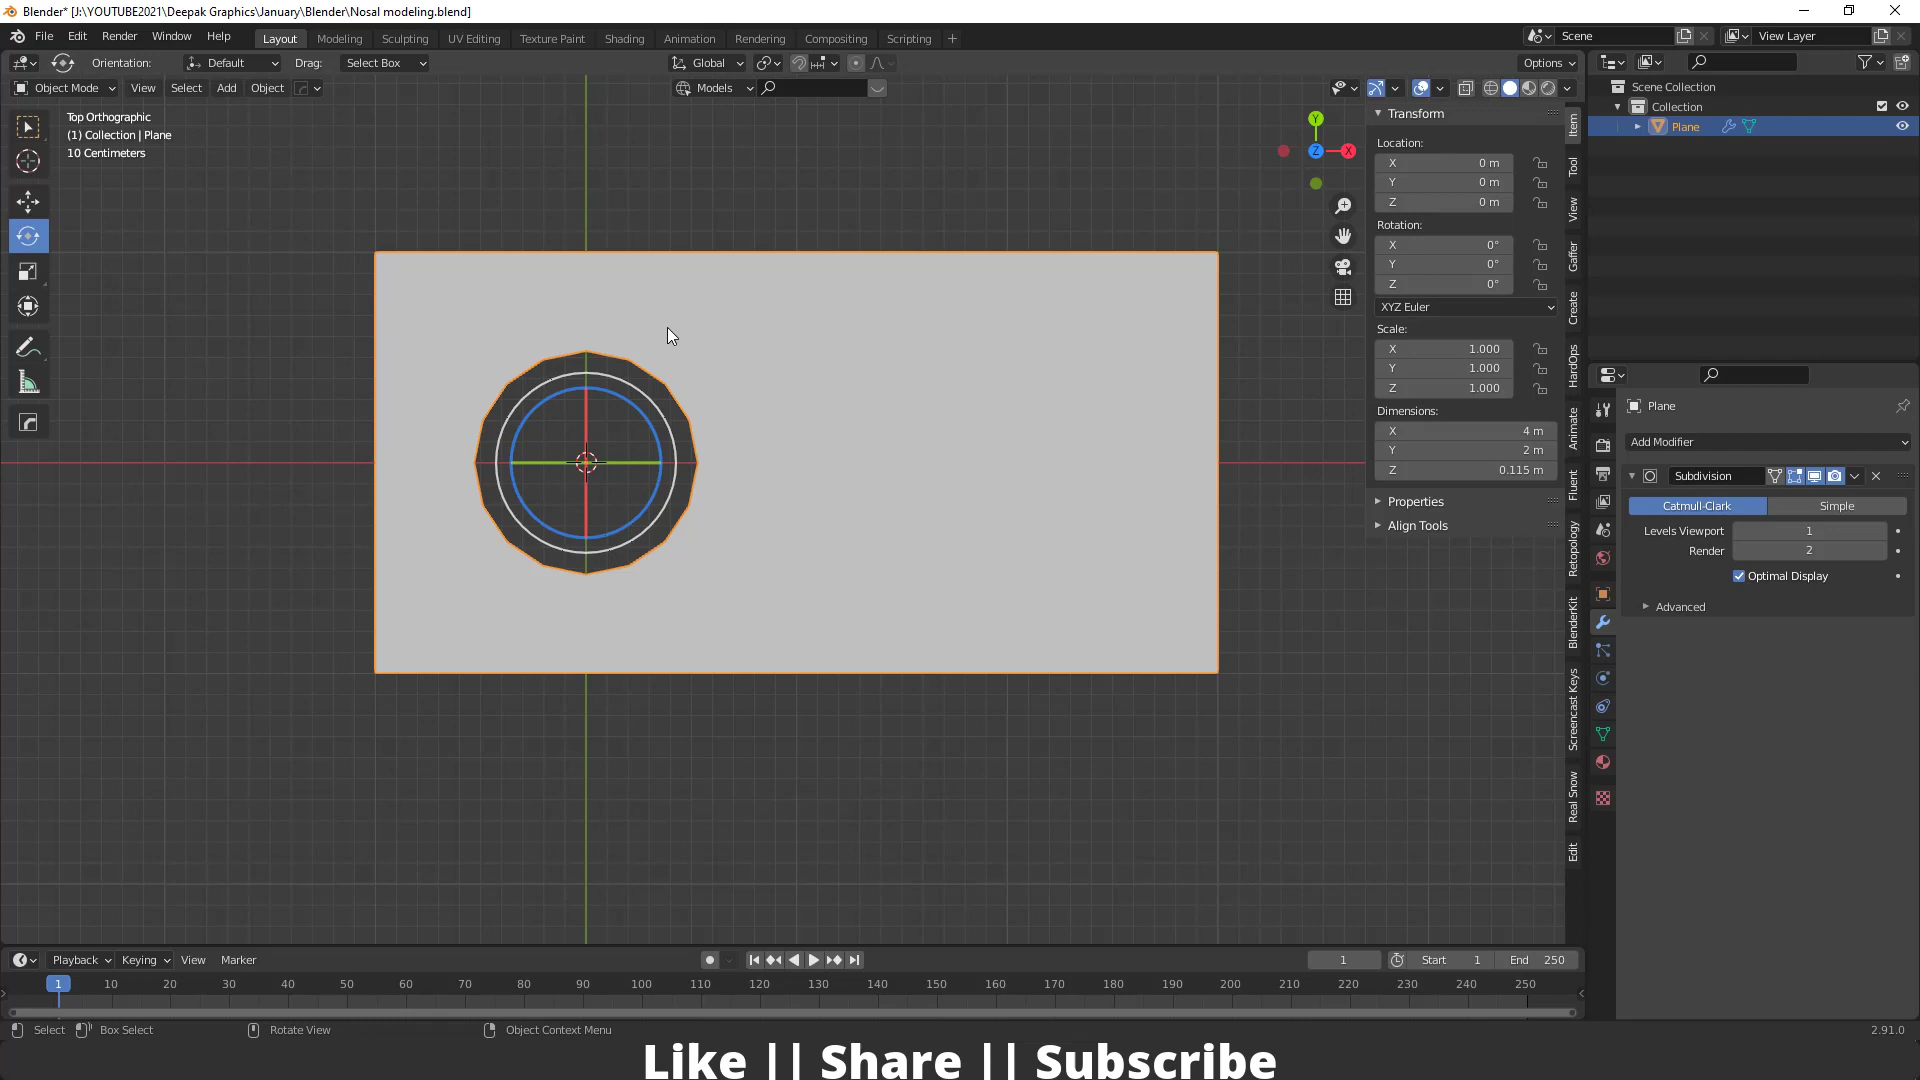 Blender* [J:\YOUTUBE2021\Deepak Graphics\January\Blender\Nosal modeling.blend]
File Edit Render Window Help Layout Modeling Sculpting UV Editing Texture Paint Shading Animation Rendering Compositing Scripting + Scene View Layer
Orientation: Default Drag: Select Box Global Options
Object Mode View Select Add Object Models
Top Orthographic
(1) Collection | Plane
10 Centimeters
Y
Z
X
Transform
Location:
X 0 m
Y 0 m
Z 0 m
Rotation:
X 0°
Y 0°
Z 0°
XYZ Euler
Scale:
X 1.000
Y 1.000
Z 1.000
Dimensions:
X 4 m
Y 2 m
Z 0.115 m
Properties
Align Tools
Item
Tool
View
Gaffer
Create
HardOps
Animate
Fluent
Retopology
BlenderKit
Screencast Keys
Real Snow
Edit
Scene Collection
Collection
Plane
Plane
Add Modifier
Subdivision
Catmull-Clark Simple
Levels Viewport 1
Render 2
Optimal Display
Advanced
Playback Keying View Marker 1 Start 1 End 250
1 10 20 30 40 50 60 70 80 90 100 110 120 130 140 150 160 170 180 190 200 210 220 230 240 250
Select Box Select Rotate View Object Context Menu 2.91.0
Like || Share || Subscribe